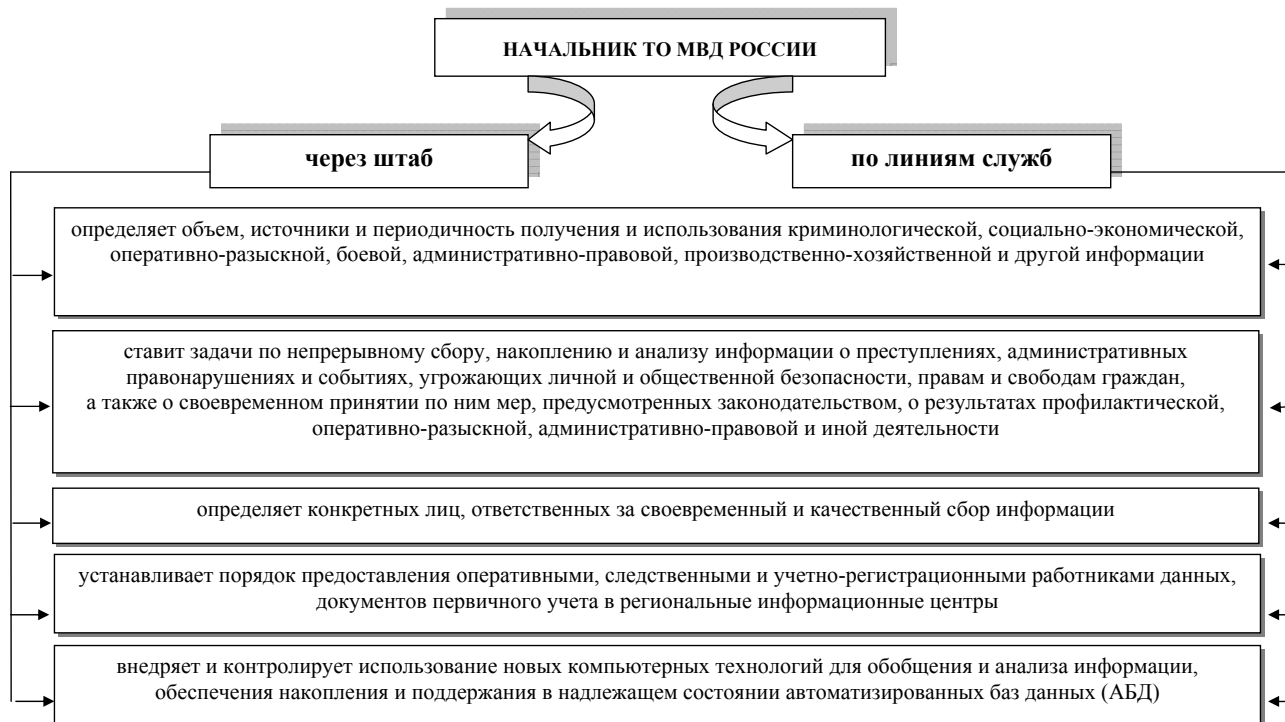 НАЧАЛЬНИК ТО МВД РОССИИ
через штаб
по линиям служб
определяет объем, источники и периодичность получения и использования криминологической, социально-экономической,
оперативно-разыскной, боевой, административно-правовой, производственно-хозяйственной и другой информации
ставит задачи по непрерывному сбору, накоплению и анализу информации о преступлениях, административных
правонарушениях и событиях, угрожающих личной и общественной безопасности, правам и свободам граждан,
а также о своевременном принятии по ним мер, предусмотренных законодательством, о результатах профилактической,
оперативно-разыскной, административно-правовой и иной деятельности
определяет конкретных лиц, ответственных за своевременный и качественный сбор информации
устанавливает порядок предоставления оперативными, следственными и учетно-регистрационными работниками данных,
документов первичного учета в региональные информационные центры
внедряет и контролирует использование новых компьютерных технологий для обобщения и анализа информации,
обеспечения накопления и поддержания в надлежащем состоянии автоматизированных баз данных (АБД)